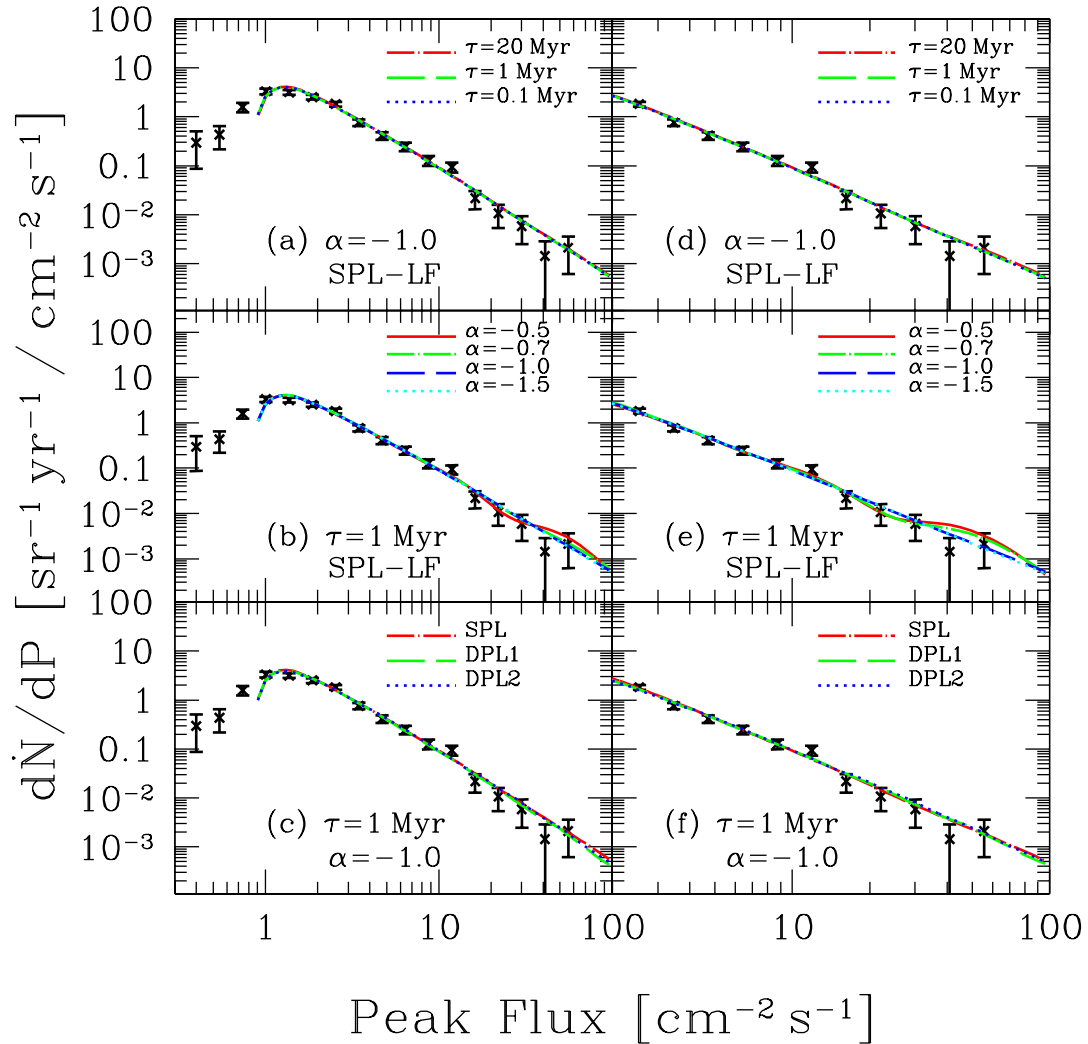 100
10
1
0.1
10⁻²
10⁻³
τ=20 Myr
τ=1 Myr
τ=0.1 Myr
(a) α=−1.0
SPL−LF
τ=20 Myr
τ=1 Myr
τ=0.1 Myr
(d) α=−1.0
SPL−LF
100
10
1
0.1
10⁻²
10⁻³
α=−0.5
α=−0.7
α=−1.0
α=−1.5
(b) τ=1 Myr
SPL−LF
α=−0.5
α=−0.7
α=−1.0
α=−1.5
(e) τ=1 Myr
SPL−LF
100
10
1
0.1
10⁻²
10⁻³
SPL
DPL1
DPL2
(c) τ=1 Myr
α=−1.0
SPL
DPL1
DPL2
(f) τ=1 Myr
α=−1.0
1 10 100 10 100
Peak Flux [cm⁻² s⁻¹]
dṄ/dP [sr⁻¹ yr⁻¹ / cm⁻² s⁻¹]